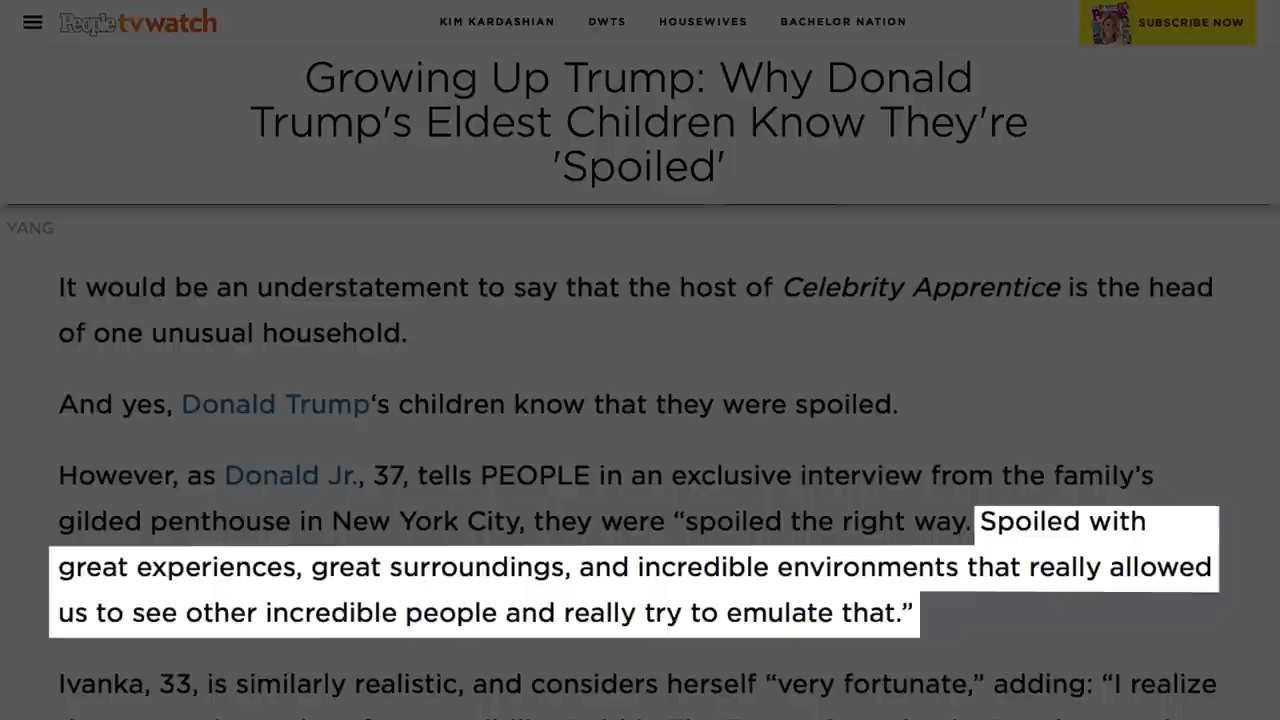 People tvwatch KIM KARDASHIAN DWTS HOUSEWIVES BACHELOR NATION SUBSCRIBE NOW
Growing Up Trump: Why Donald
Trump's Eldest Children Know They're
'Spoiled'
YANG
It would be an understatement to say that the host of Celebrity Apprentice is the head
of one unusual household.
And yes, Donald Trump‘s children know that they were spoiled.
However, as Donald Jr., 37, tells PEOPLE in an exclusive interview from the family’s
gilded penthouse in New York City, they were “spoiled the right way. Spoiled with
great experiences, great surroundings, and incredible environments that really allowed
us to see other incredible people and really try to emulate that.”
Ivanka, 33, is similarly realistic, and considers herself “very fortunate,” adding: “I realize